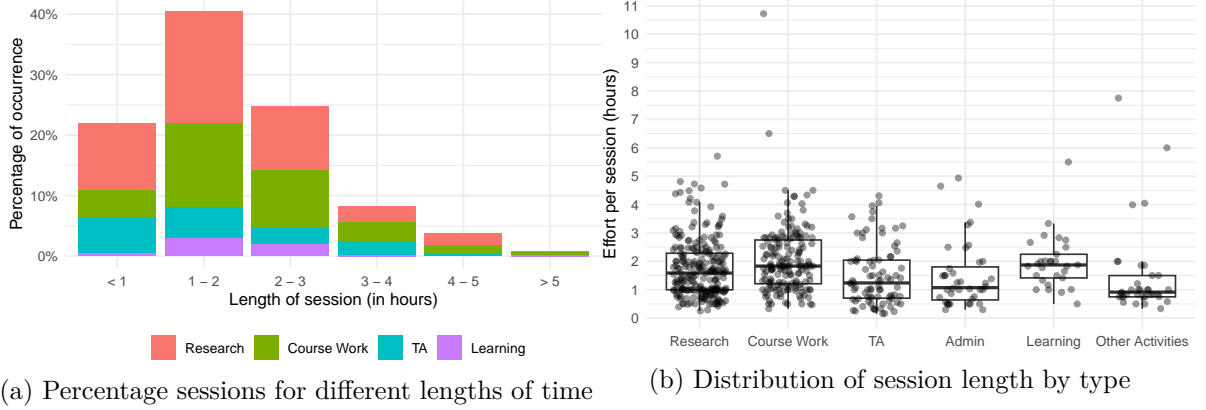 40%
30%
20%
10%
0%
Percentage of occurrence
< 1 1 − 2 2 − 3 3 − 4 4 − 5 > 5
Length of session (in hours)
Research Course Work TA Learning
(a) Percentage sessions for different lengths of time
11
10
9
8
7
6
5
4
3
2
1
0
Effort per session (hours)
Research Course Work TA Admin Learning Other Activities
(b) Distribution of session length by type